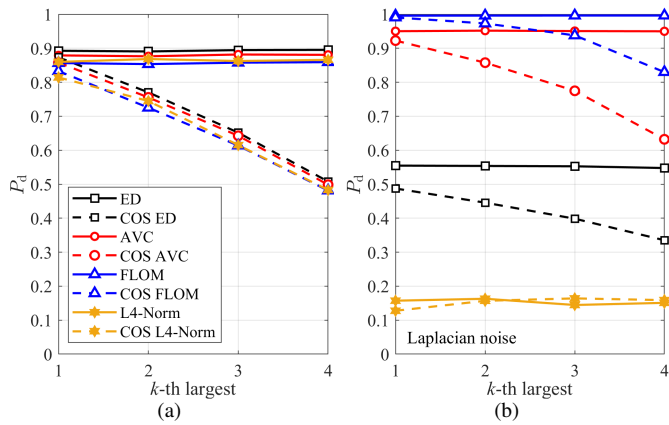 1
0.9
0.8
0.7
0.6
0.5
0.4
0.3
0.2
0.1
0
P_d
ED
COS ED
AVC
COS AVC
FLOM
COS FLOM
L4-Norm
COS L4-Norm
1 2 3 4
k-th largest
(a)
1
0.9
0.8
0.7
0.6
0.5
0.4
0.3
0.2
0.1
0
P_d
Laplacian noise
1 2 3 4
k-th largest
(b)